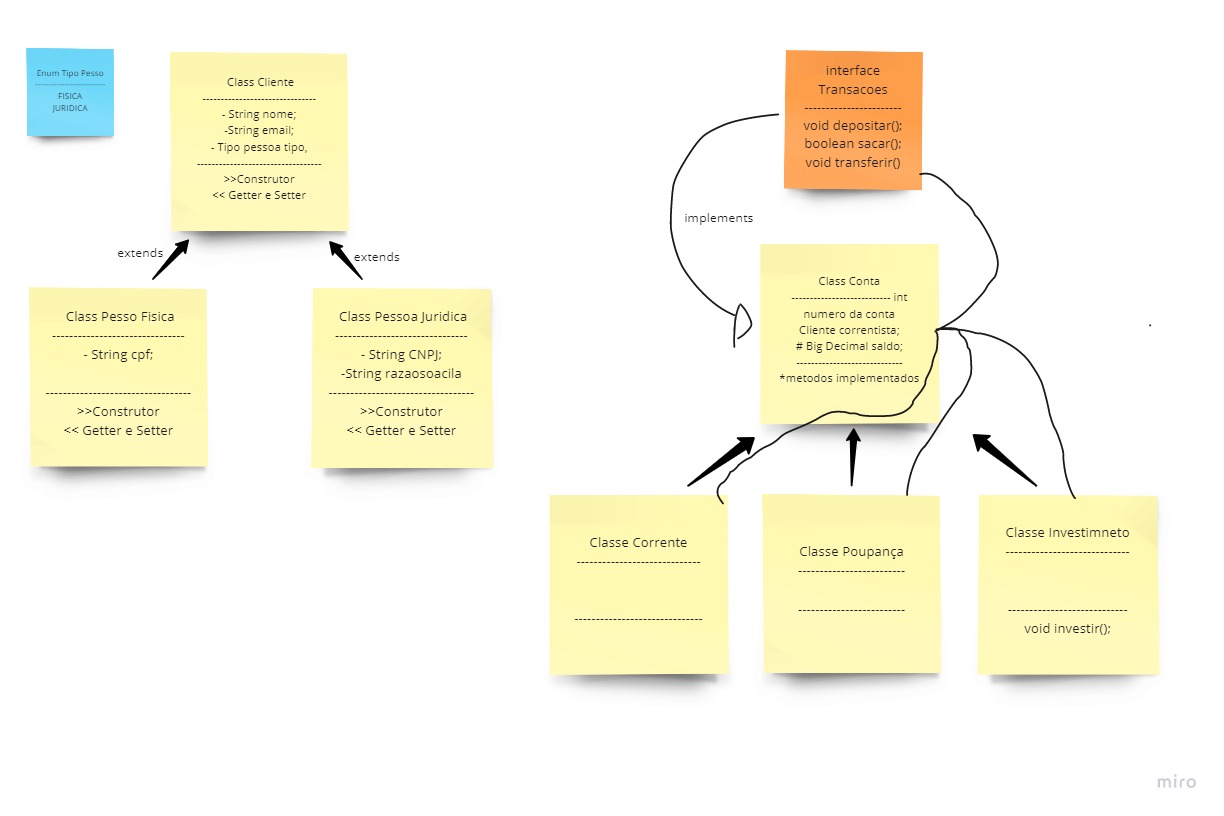 Enum Tipo Pesso
------------------------------
FISICA
JURIDICA
Class Cliente
-----------------------------
- String nome;
-String email;
- Tipo pessoa tipo,
--------------------------------
>>Construtor
<< Getter e Setter
extends
extends
Class Pesso Fisica
-------------------------------
- String cpf;
----------------------------------
>>Construtor
<< Getter e Setter
Class Pessoa Juridica
-------------------------------
- String CNPJ;
-String razaosoacila
----------------------------------
>>Construtor
<< Getter e Setter
interface
Transacoes
-----------------------
void depositar();
boolean sacar();
void transferir()
implements
Class Conta
--------------------------- int
numero da conta
Cliente correntista;
# Big Decimal saldo;
-----------------------------
*metodos implementados
Classe Corrente
-----------------------------
------------------------------
Classe Poupança
-------------------------
-------------------------
Classe Investimneto
-----------------------------
----------------------------
void investir();
miro